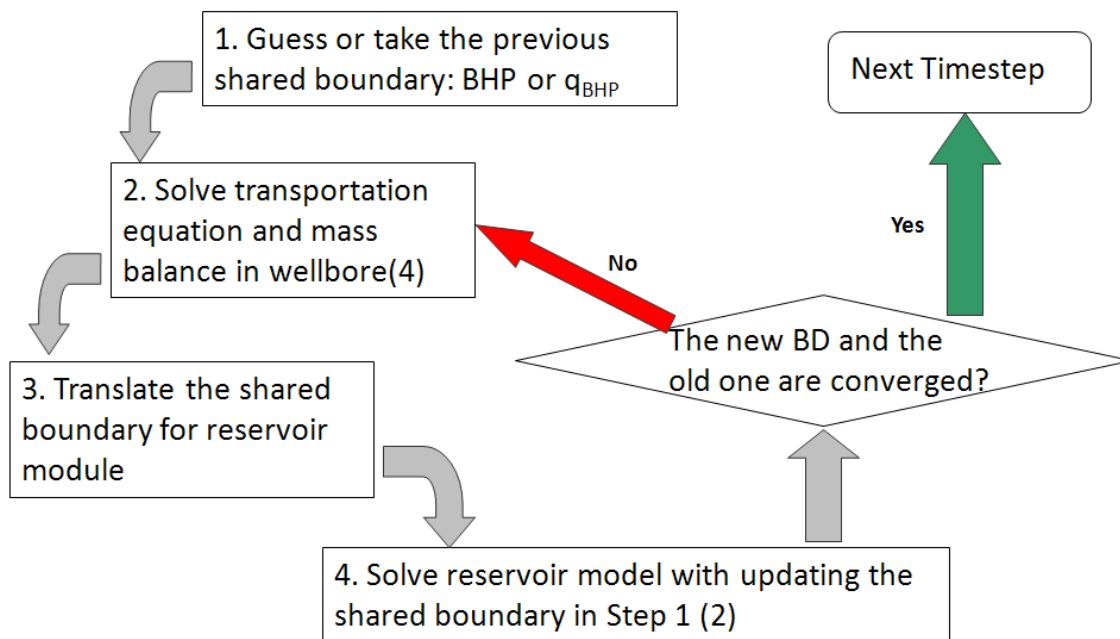 1. Guess or take the previous
shared boundary: BHP or qBHP
Next Timestep
2. Solve transportation
equation and mass
balance in wellbore(4)
Yes
No
The new BD and the
old one are converged?
3. Translate the shared
boundary for reservoir
module
4. Solve reservoir model with updating the
shared boundary in Step 1 (2)